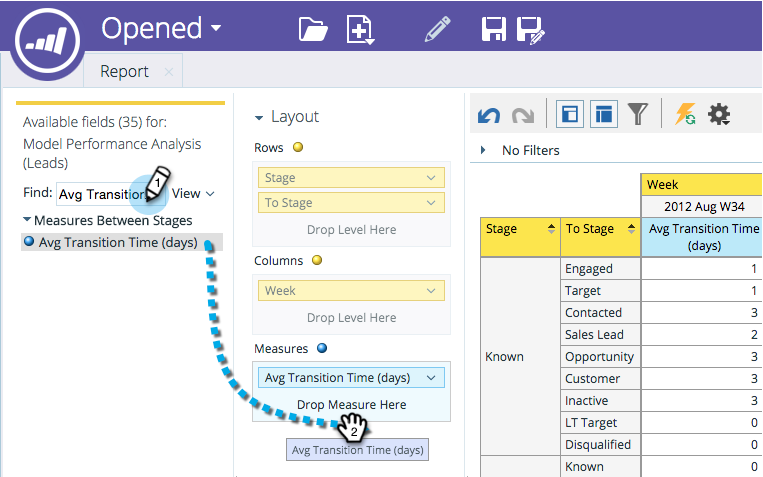 Opened
Report ×
Available fields (35) for:
Model Performance Analysis
(Leads)
Find: Avg Transition 1 View
Measures Between Stages
Avg Transition Time (days)
Layout
Rows
Stage
To Stage
Drop Level Here
Columns
Week
Drop Level Here
Measures
Avg Transition Time (days)
Drop Measure Here
2
Avg Transition Time (days)
No Filters
Week
2012 Aug W34
Stage To Stage Avg Transition Time
(days)
Known Engaged 1
Target 1
Contacted 3
Sales Lead 2
Opportunity 3
Customer 3
Inactive 3
LT Target 0
Disqualified 0
Known 0